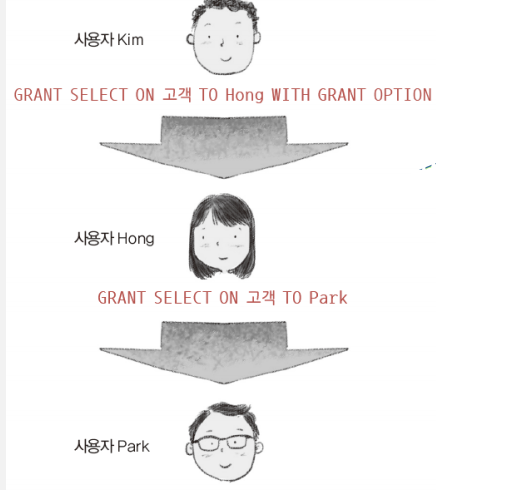 사용자 Kim
GRANT SELECT ON 고객 TO Hong WITH GRANT OPTION
사용자 Hong
GRANT SELECT ON 고객 TO Park
사용자 Park